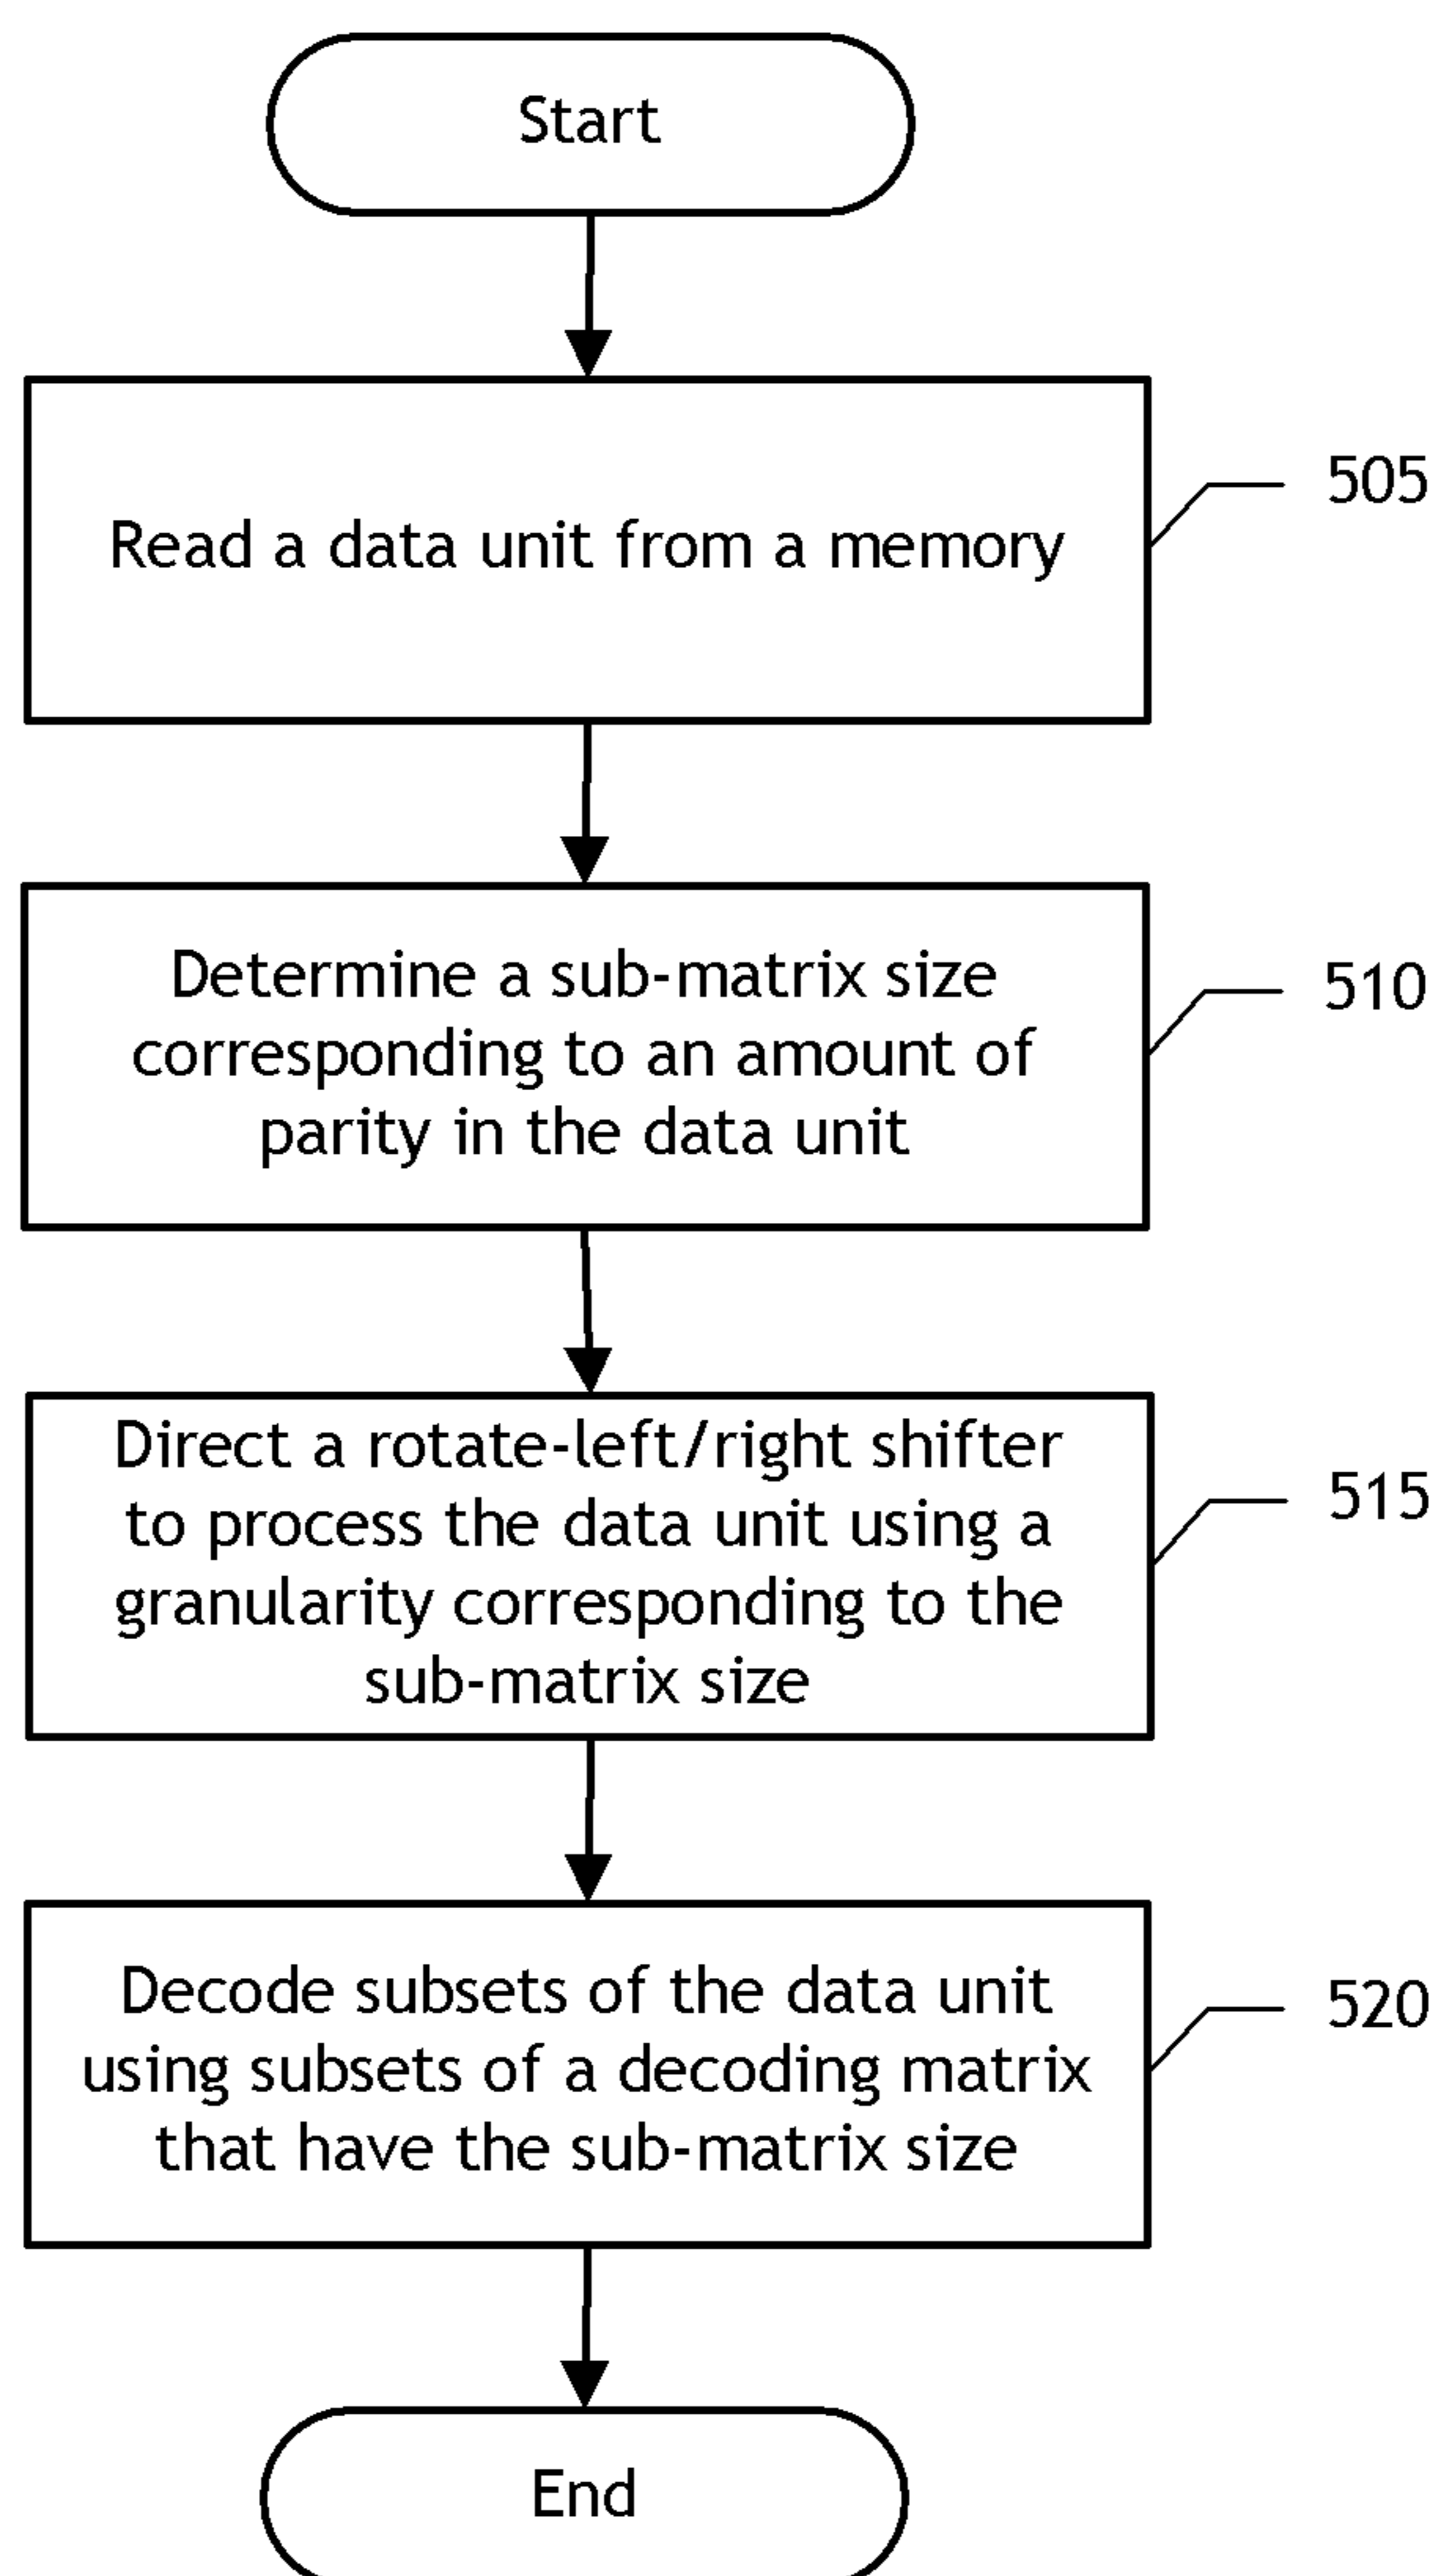 Start
Read a data unit from a memory
505
Determine a sub-matrix size
corresponding to an amount of
parity in the data unit
510
Direct a rotate-left/right shifter
to process the data unit using a
granularity corresponding to the
sub-matrix size
515
Decode subsets of the data unit
using subsets of a decoding matrix
that have the sub-matrix size
520
End